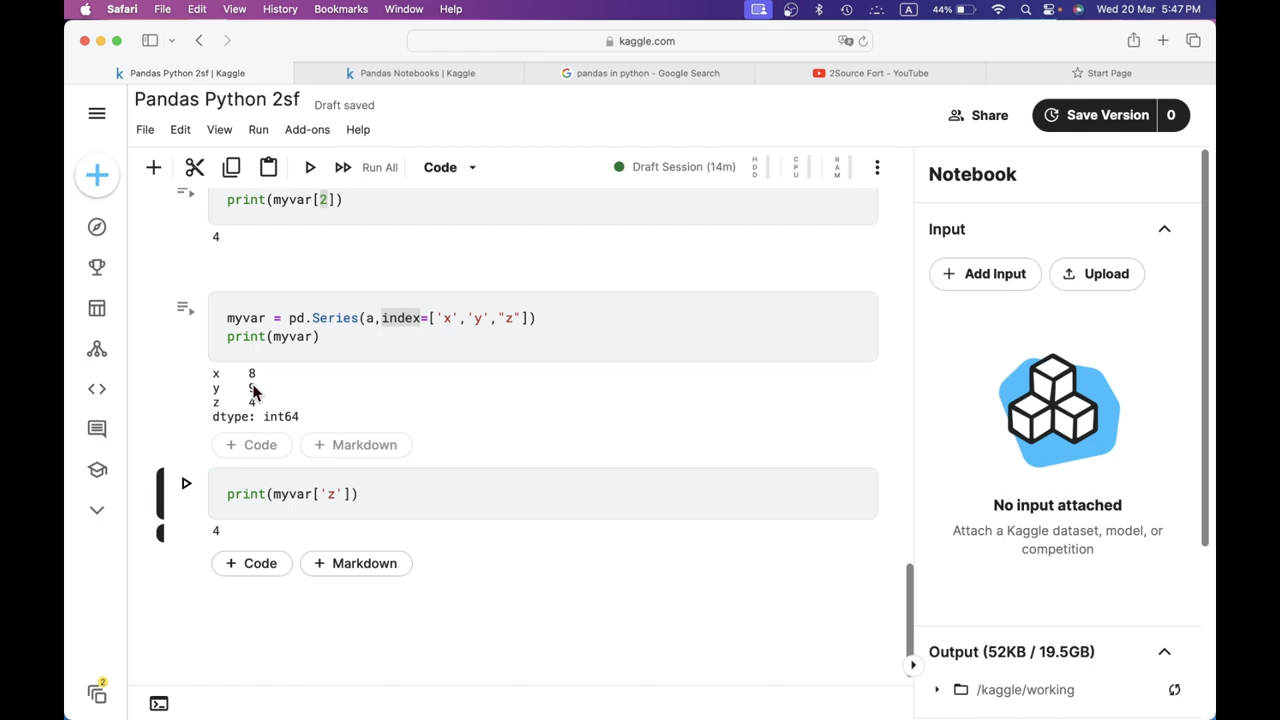 Safari File Edit View History Bookmarks Window Help A 44% Wed 20 Mar 5:47 PM
kaggle.com
Pandas Python 2sf | Kaggle Pandas Notebooks | Kaggle pandas in python - Google Search 2Source Fort - YouTube Start Page
Pandas Python 2sf Draft saved
Share Save Version 0
File Edit View Run Add-ons Help
Run All Code Draft Session (14m) HDD CPU RAM
print(myvar[2])
4
myvar = pd.Series(a,index=['x','y',"z"])
print(myvar)
x 8
y
z 4
dtype: int64
+ Code + Markdown
print(myvar['z'])
4
+ Code + Markdown
2
Notebook
Input
+ Add Input Upload
No input attached
Attach a Kaggle dataset, model, or
competition
Output (52KB / 19.5GB)
/kaggle/working